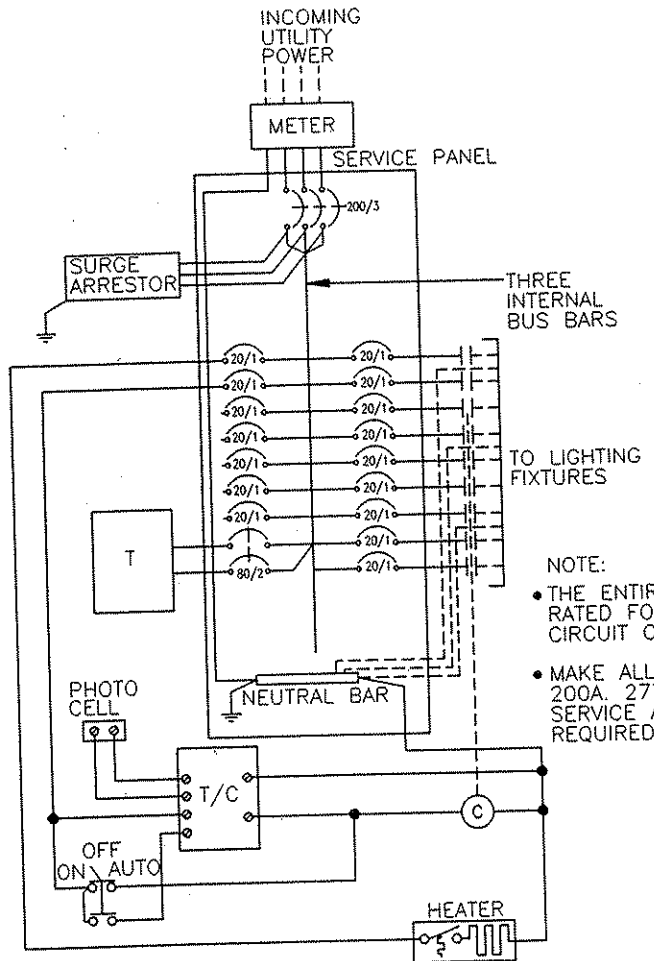 INCOMING
UTILITY
POWER
METER
SERVICE PANEL
200/3
SURGE
ARRESTOR
THREE
INTERNAL
BUS BARS
20/1 20/1
20/1 20/1
20/1 20/1
20/1 20/1
20/1 20/1
20/1 20/1
20/1 20/1
20/1
80/2 20/1
TO LIGHTING
FIXTURES
T
NOTE:
• THE ENTIR
RATED FO
CIRCUIT C
• MAKE ALL
200A. 27
SERVICE A
REQUIRED
NEUTRAL BAR
PHOTO
CELL
T/C
C
OFF
ON AUTO
HEATER